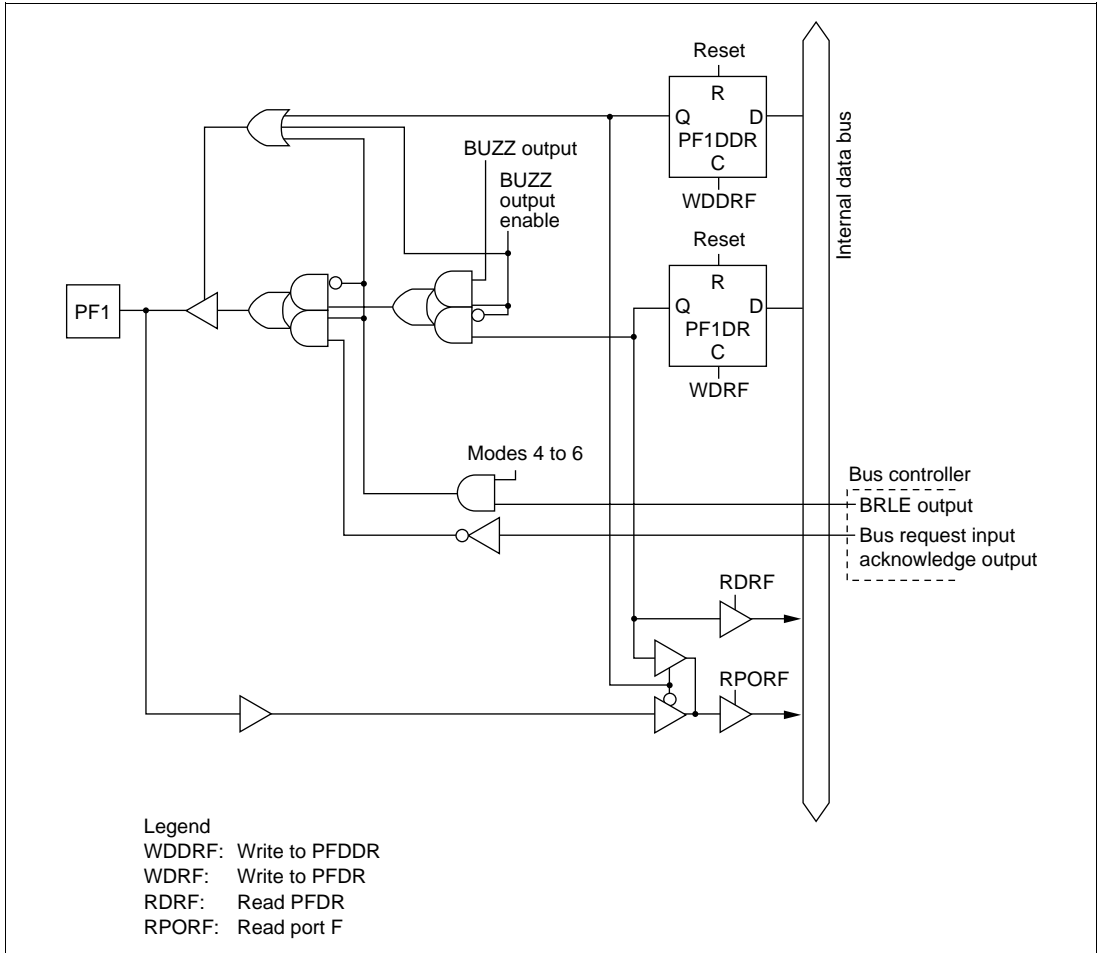 Reset
R
Q
D
PF1DDR
C
WDDRF
Internal data bus
BUZZ output
BUZZ
output
enable
Reset
R
Q
D
PF1DR
C
WDRF
PF1
Modes 4 to 6
Bus controller
BRLE output
Bus request input
acknowledge output
RDRF
RPORF
Legend
WDDRF: Write to PFDDR
WDRF: Write to PFDR
RDRF: Read PFDR
RPORF: Read port F